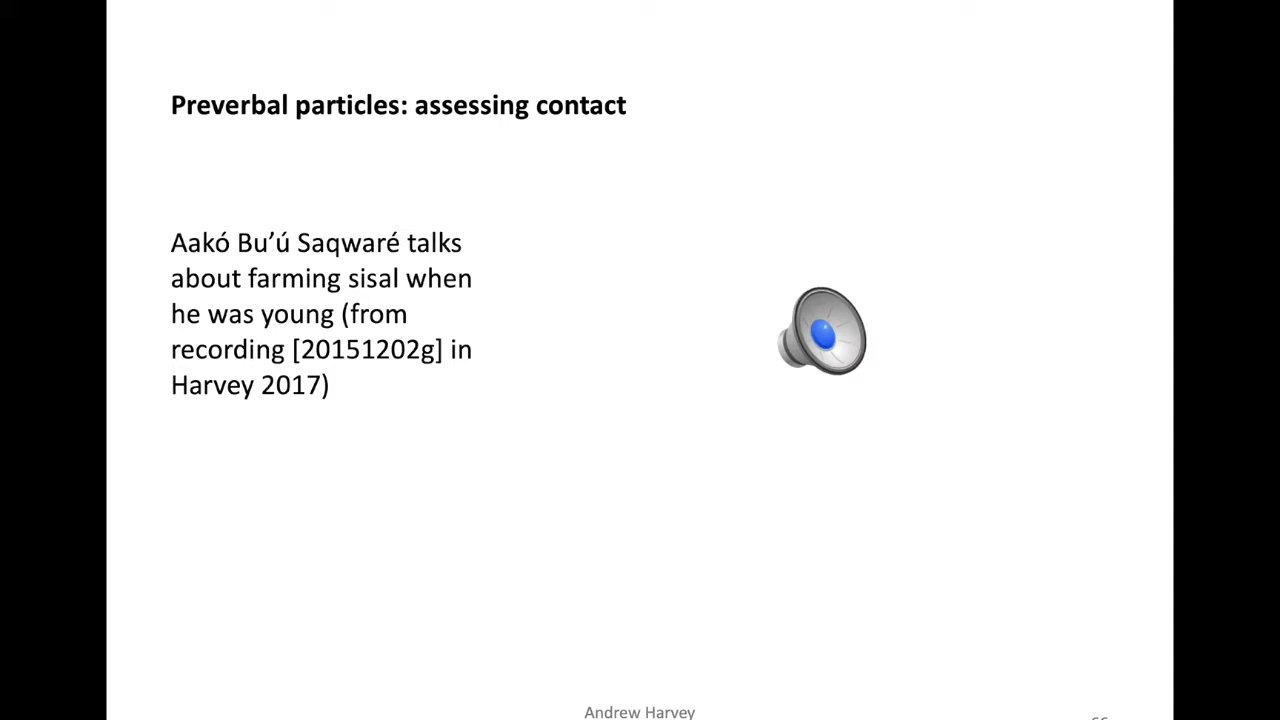 Preverbal particles: assessing contact
Aakó Bu’ú Saqwaré talks
about farming sisal when
he was young (from
recording [20151202g] in
Harvey 2017)
Andrew Harvey